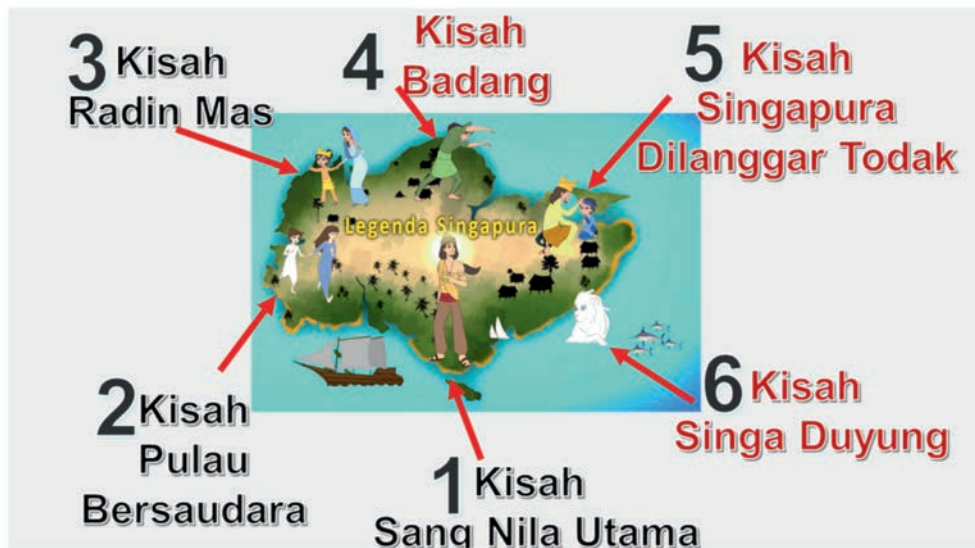 3 Kisah
Radin Mas
4 Kisah
Badang
5 Kisah
Singapura
Dilanggar Todak
Legenda Singapura
2 Kisah
Pulau
Bersaudara
1 Kisah
Sang Nila Utama
6 Kisah
Singa Duyung